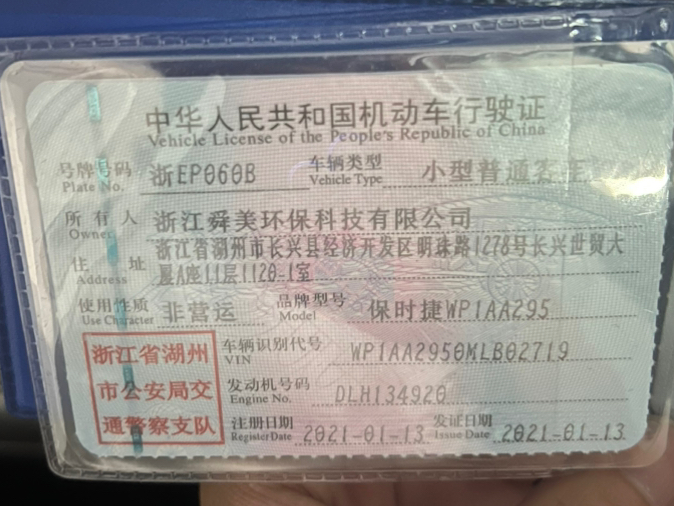 中华人民共和国机动车行驶证
Vehicle License of the People's Republic of China
号牌号码 浙EP060B 车辆类型 小型普通客车
Plate No. Vehicle Type
所有人 浙江舜美环保科技有限公司
Owner
浙江省湖州市长兴县经济开发区明珠路1278号长兴世贸大
住址 厦A座11层1120-1室
Address
使用性质 非营运 品牌型号 保时捷WP1AA295
Use Character Model
浙江省湖州 车辆识别代号 WP1AA2950MLB02719
VIN
市公安局交 发动机号码 DLH134920
Engine No.
通警察支队 注册日期 2021-01-13 发证日期 2021-01-13
Register Date Issue Date